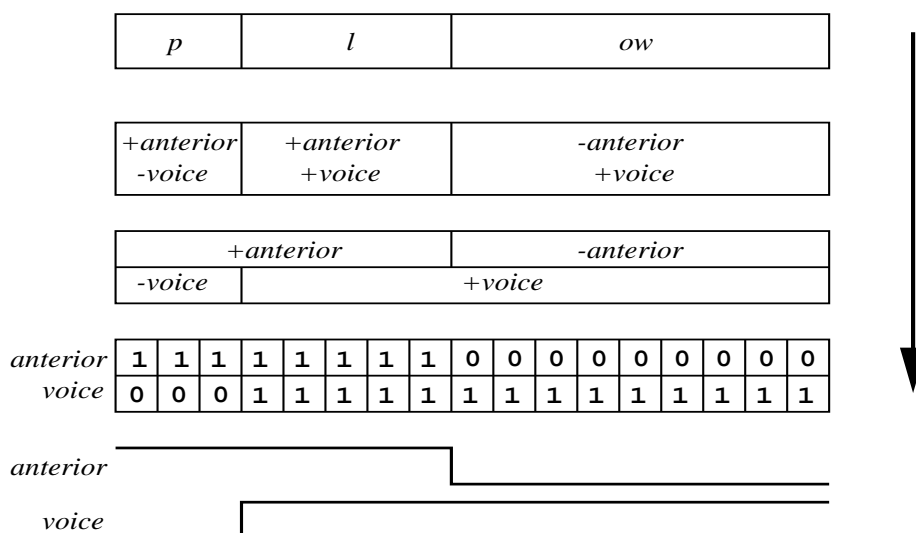 p l ow
+anterior +anterior -anterior
-voice +voice +voice
+anterior -anterior
-voice +voice
anterior 1 1 1 1 1 1 1 1 0 0 0 0 0 0 0 0 0
voice 0 0 0 1 1 1 1 1 1 1 1 1 1 1 1 1 1
anterior
voice